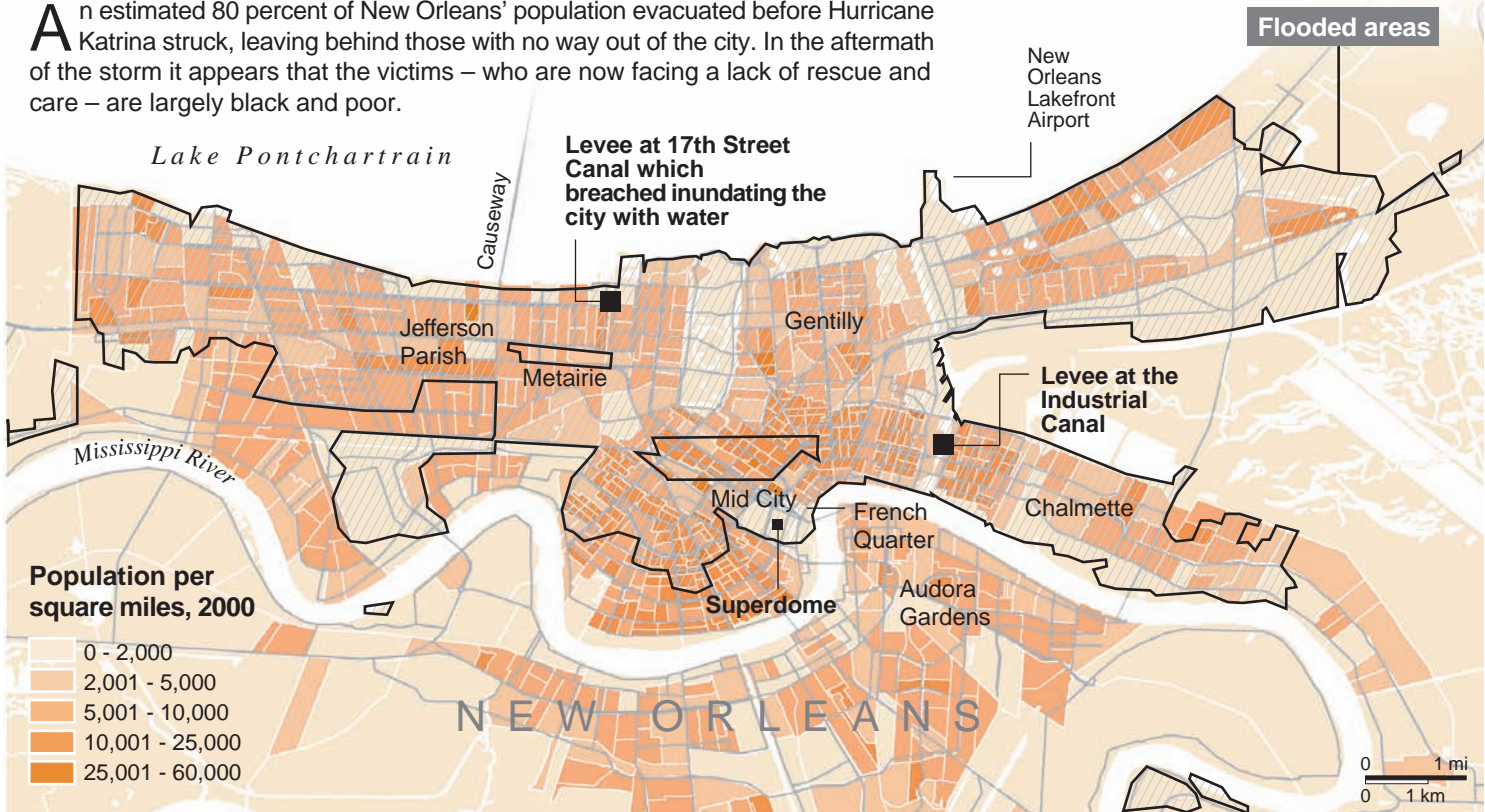 An estimated 80 percent of New Orleans’ population evacuated before Hurricane
Katrina struck, leaving behind those with no way out of the city. In the aftermath
of the storm it appears that the victims – who are now facing a lack of rescue and
care – are largely black and poor.
Flooded areas
New
Orleans
Lakefront
Airport
Lake Pontchartrain
Causeway
Levee at 17th Street
Canal which
breached inundating the
city with water
Jefferson
Parish
Metairie
Gentilly
Levee at the
Industrial
Canal
Mississippi River
Mid City
French
Quarter
Chalmette
Superdome
Audora
Gardens
NEW ORLEANS
Population per
square miles, 2000
0 - 2,000
2,001 - 5,000
5,001 - 10,000
10,001 - 25,000
25,001 - 60,000
0 1 mi
0 1 km